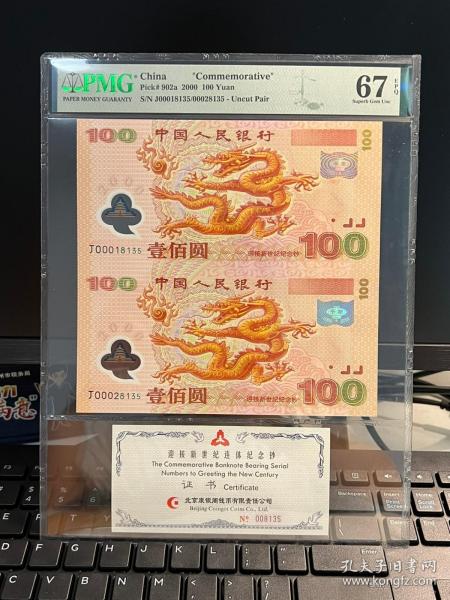 PMG
PAPER MONEY GUARANTY
China "Commemorative"
Pick# 902a 2000 100 Yuan
S/N J00018135/00028135 - Uncut Pair
67 EPQ
Superb Gem Unc
100 中国人民银行 100
2000
J00018135 壹佰圆 迎接新世纪纪念钞 100
100 中国人民银行 100
2000
J00028135 壹佰圆 迎接新世纪纪念钞 100
迎接新世纪连体纪念钞
The Commemorative Banknote Bearing Serial
Numbers to Greeting the New Century
证书 Certificate
北京康银阁钱币有限责任公司
Beijing Coingot Coins Co., Ltd.
No 008135
孔夫子旧书网
www.kongfz.com